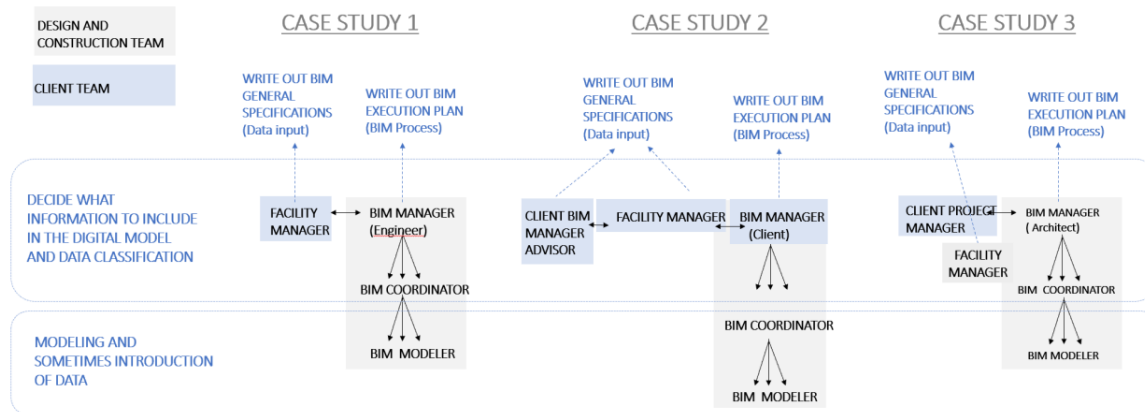 DESIGN AND
CONSTRUCTION TEAM
CLIENT TEAM
CASE STUDY 1
WRITE OUT BIM
GENERAL
SPECIFICATIONS
(Data input)
WRITE OUT BIM
EXECUTION PLAN
(BIM Process)
CASE STUDY 2
WRITE OUT BIM
GENERAL
SPECIFICATIONS
(Data input)
WRITE OUT BIM
EXECUTION PLAN
(BIM Process)
CASE STUDY 3
WRITE OUT BIM
GENERAL
SPECIFICATIONS
(Data input)
WRITE OUT BIM
EXECUTION PLAN
(BIM Process)
DECIDE WHAT
INFORMATION TO INCLUDE
IN THE DIGITAL MODEL
AND DATA CLASSIFICATION
FACILITY
MANAGER
BIM MANAGER
(Engineer)
BIM COORDINATOR
CLIENT BIM
MANAGER
ADVISOR
FACILITY MANAGER
BIM MANAGER
(Client)
CLIENT PROJECT
MANAGER
BIM MANAGER
( Architect)
FACILITY
MANAGER
BIM COORDINATOR
MODELING AND
SOMETIMES INTRODUCTION
OF DATA
BIM MODELER
BIM COORDINATOR
BIM MODELER
BIM MODELER